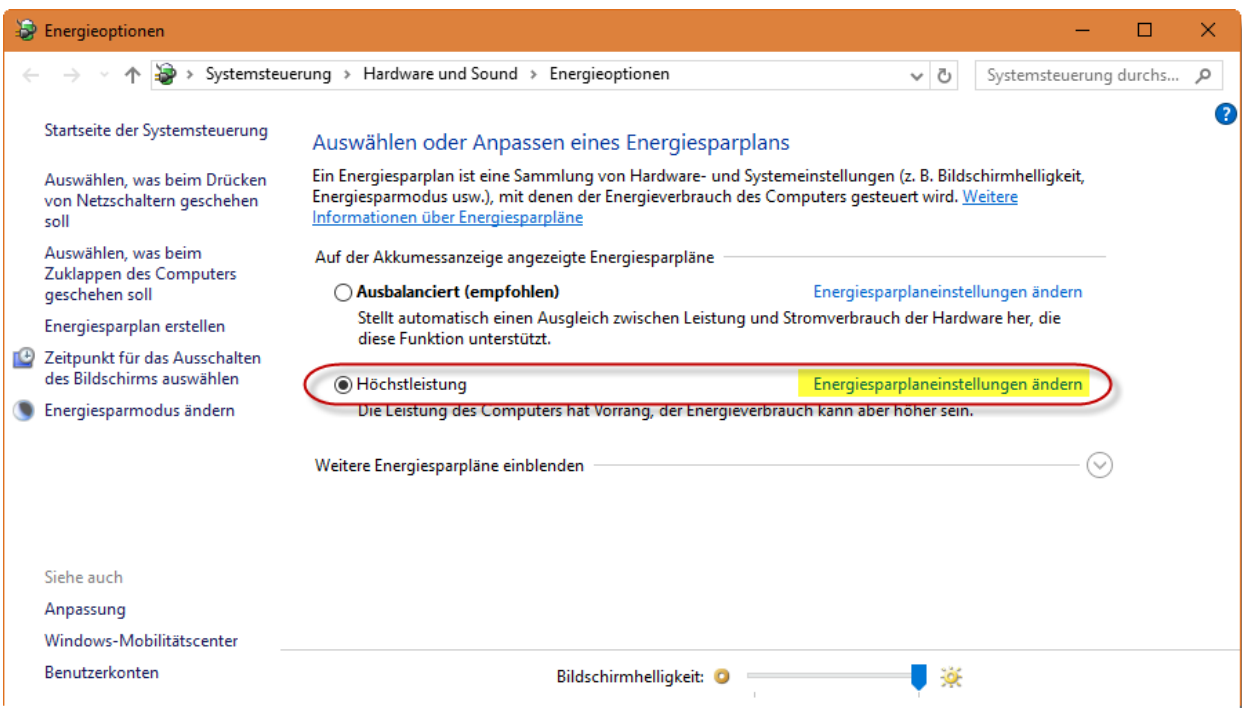 Energieoptionen
Systemsteuerung > Hardware und Sound > Energieoptionen
Systemsteuerung durchs...
Startseite der Systemsteuerung
Auswählen, was beim Drücken
von Netzschaltern geschehen
soll
Auswählen, was beim
Zuklappen des Computers
geschehen soll
Energiesparplan erstellen
Zeitpunkt für das Ausschalten
des Bildschirms auswählen
Energiesparmodus ändern
Siehe auch
Anpassung
Windows-Mobilitätscenter
Benutzerkonten
?
Auswählen oder Anpassen eines Energiesparplans
Ein Energiesparplan ist eine Sammlung von Hardware- und Systemeinstellungen (z. B. Bildschirmhelligkeit,
Energiesparmodus usw.), mit denen der Energieverbrauch des Computers gesteuert wird. Weitere
Informationen über Energiesparpläne
Auf der Akkumessanzeige angezeigte Energiesparpläne
Ausbalanciert (empfohlen) Energiesparplaneinstellungen ändern
Stellt automatisch einen Ausgleich zwischen Leistung und Stromverbrauch der Hardware her, die
diese Funktion unterstützt.
Höchstleistung Energiesparplaneinstellungen ändern
Die Leistung des Computers hat Vorrang, der Energieverbrauch kann aber höher sein.
Weitere Energiesparpläne einblenden
Bildschirmhelligkeit: